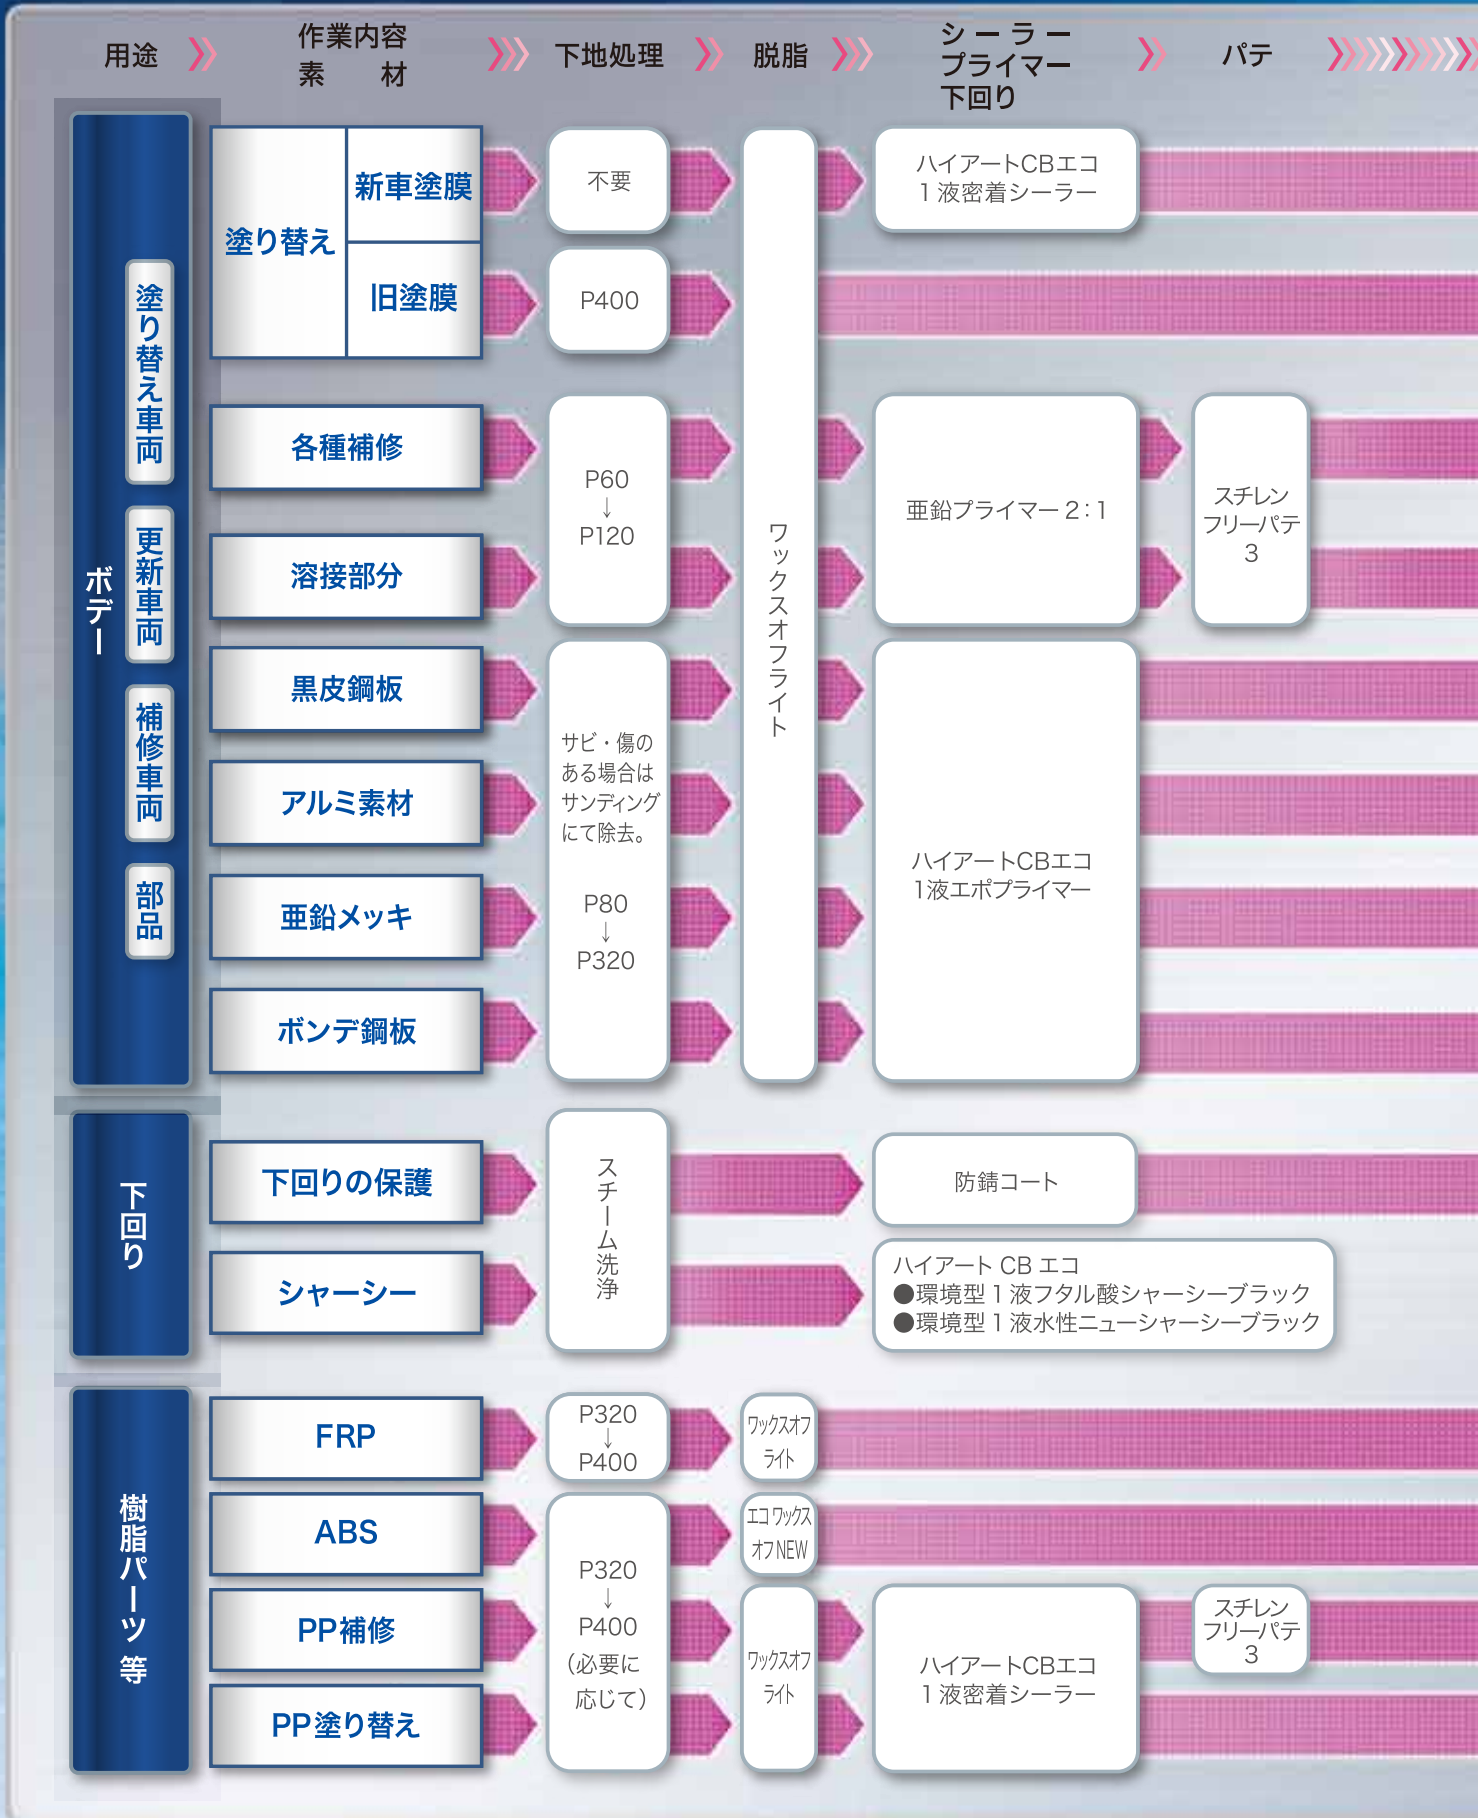 用途
作業内容
素 材
下地処理
脱脂
シーラー
プライマー
下回り
パテ
ボデー
塗り替え車両
更新車両
補修車両
部品
塗り替え
新車塗膜
不要
ワックスオフライト
ハイアートCBエコ
1液密着シーラー
旧塗膜
P400
各種補修
溶接部分
P60
↓
P120
亜鉛プライマー2:1
スチレン
フリーパテ
3
黒皮鋼板
アルミ素材
亜鉛メッキ
ボンデ鋼板
サビ・傷の
ある場合は
サンディング
にて除去。
P80
↓
P320
ハイアートCBエコ
1液エポプライマー
下回り
下回りの保護
シャーシー
スチーム洗浄
防錆コート
ハイアート CB エコ
●環境型1液フタル酸シャーシーブラック
●環境型1液水性ニューシャーシーブラック
樹脂パーツ 等
FRP
P320
↓
P400
ワックスオフ
ライト
ABS
エコ ワックス
オフ NEW
PP補修
PP塗り替え
P320
↓
P400
(必要に
応じて)
ワックスオフ
ライト
ハイアートCBエコ
1液密着シーラー
スチレン
フリーパテ
3